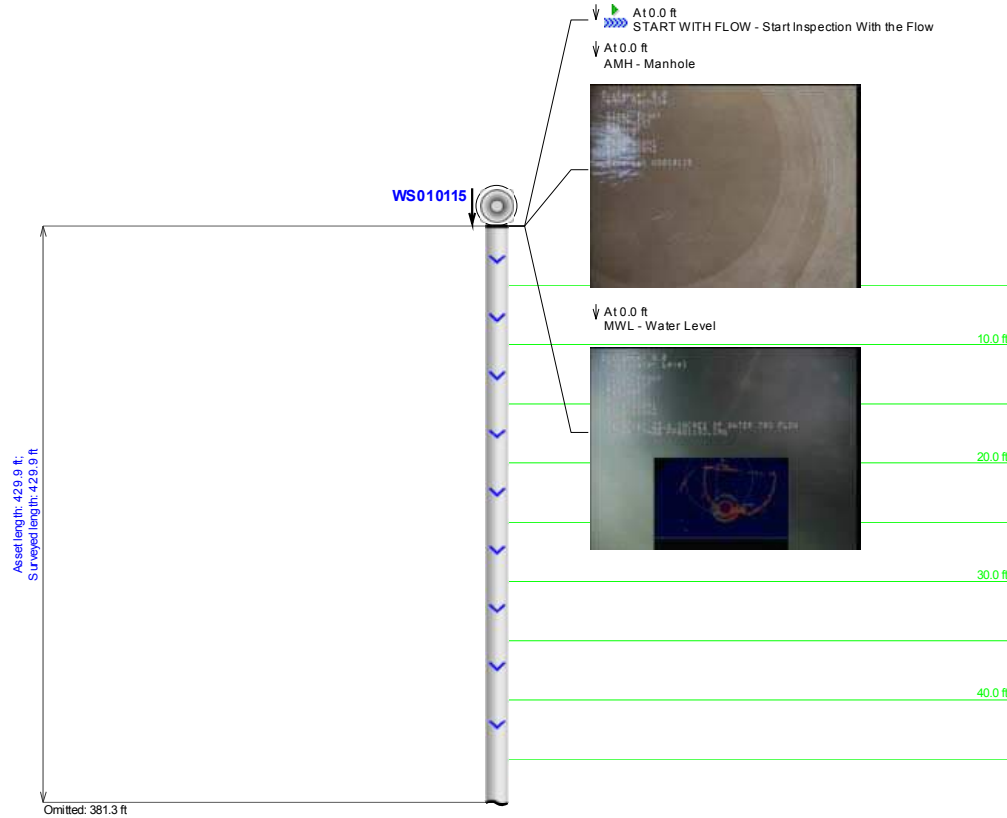 At 0.0 ft
START WITH FLOW - Start Inspection With the Flow
At 0.0 ft
AMH - Manhole
WS010115
At 0.0 ft
MWL - Water Level
10.0 ft
20.0 ft
Asset length: 429.9 ft;
Surveyed length: 429.9 ft
30.0 ft
40.0 ft
Omitted: 381.3 ft